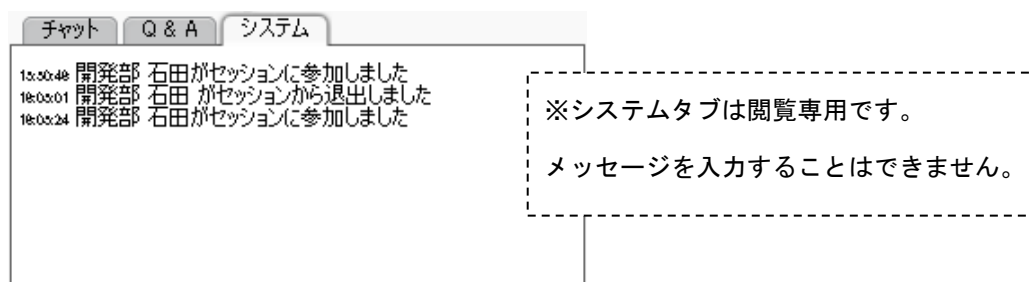 チャット Q & A システム
15:50:48 開発部 石田がセッションに参加しました
16:03:01 開発部 石田 がセッションから退出しました
16:03:24 開発部 石田がセッションに参加しました
※システムタブは閲覧専用です。
メッセージを入力することはできません。